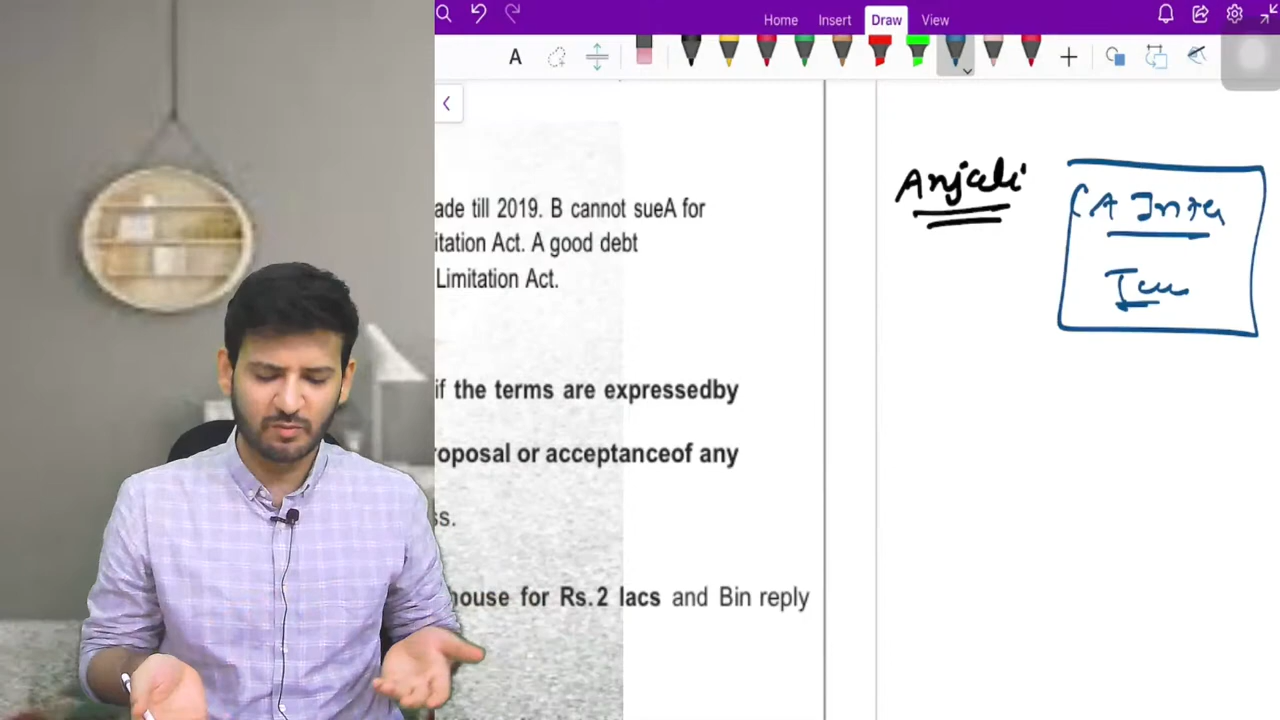 Home Insert Draw View
A
ade till 2019. B cannot sueA for
itation Act. A good debt
Limitation Act.
if the terms are expressedby
roposal or acceptanceof any
ss.
house for Rs.2 lacs and Bin reply
Anjali
CA Inter